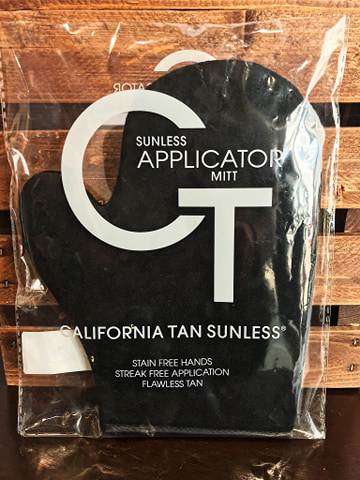 SUNLESS
APPLICATOR
MITT
CT
CALIFORNIA TAN SUNLESS®
STAIN FREE HANDS
STREAK FREE APPLICATION
FLAWLESS TAN